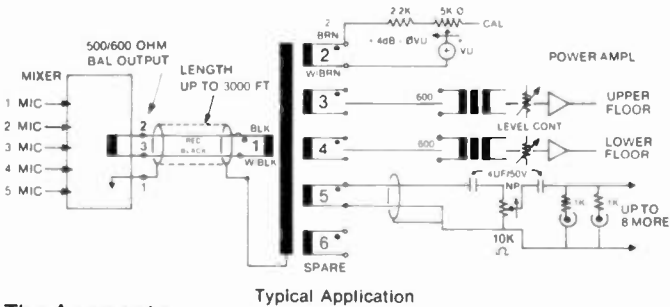 2.2K
5K Ω
CAL
2
BRN
+ 4dB - ØVU
VU
2
W/BRN
500/600 OHM
BAL OUTPUT
LENGTH
UP TO 3000 FT
MIXER
POWER AMPL
1 MIC
2 MIC
3 MIC
4 MIC
5 MIC
2
3
1
REC
BLACK
BLK
1
W/BLK
3
600
UPPER
FLOOR
LEVEL CONT
4
600
LOWER
FLOOR
4UF/50V
NP
5
1K
1K
UP TO
8 MORE
10K
Ω
6
SPARE
Typical Application